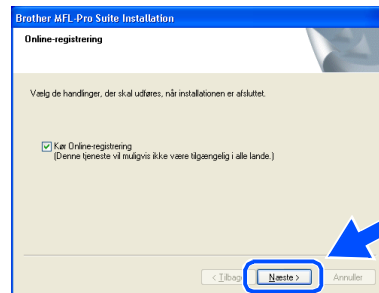 Brother MFL-Pro Suite Installation
Online-registrering
Vælg de handlinger, der skal udføres, når installationen er afsluttet.
Kør Online-registrering
(Denne tjeneste vil muligvis ikke være tilgængelig i alle lande.)
< Tilbage Næste > Annuller